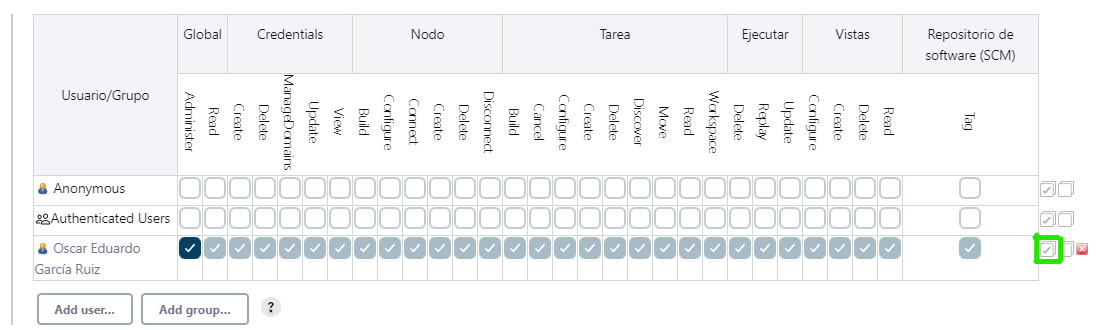 Usuario/Grupo
Global
Credentials
Nodo
Tarea
Ejecutar
Vistas
Repositorio de
software (SCM)
Administer
Read
Create
Delete
ManageDomains
Update
View
Build
Configure
Connect
Create
Delete
Disconnect
Build
Cancel
Configure
Create
Delete
Discover
Move
Read
Workspace
Delete
Replay
Update
Configure
Create
Delete
Read
Tag
Anonymous
Authenticated Users
Oscar Eduardo
García Ruiz
Add user...
Add group...
?